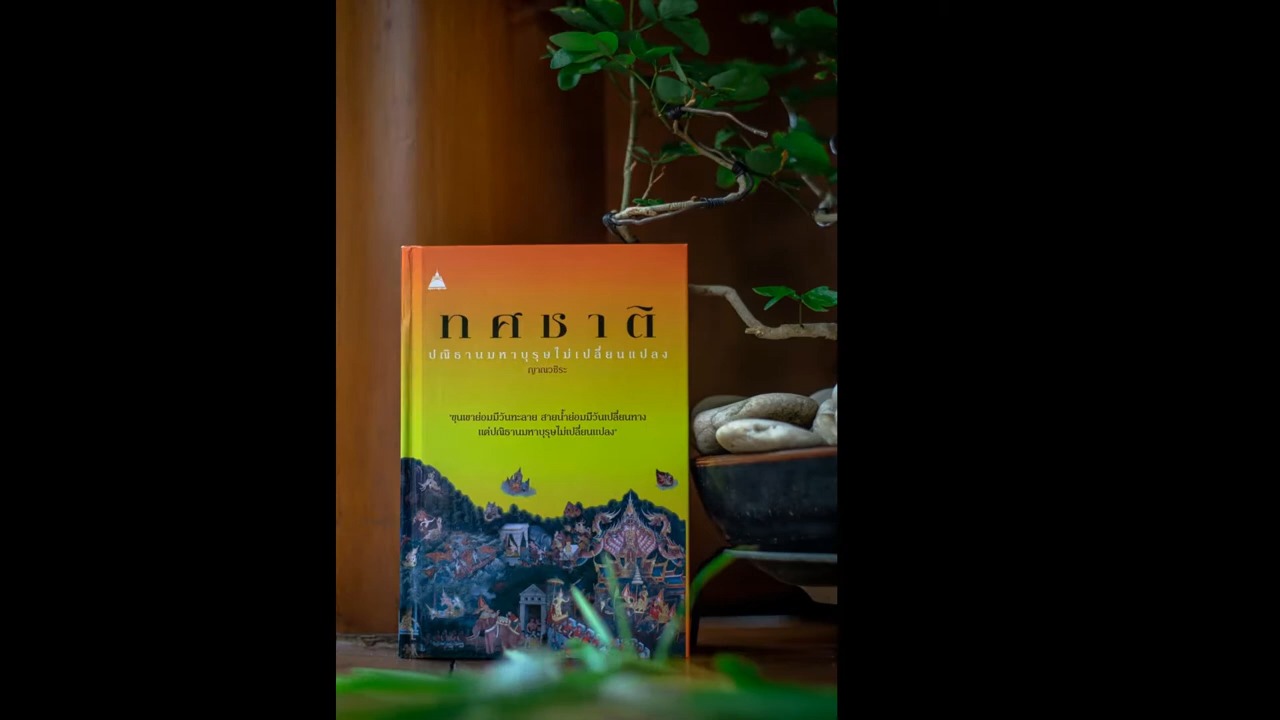 ทศชาติ
ปณิธานมหาบุรุษไม่เปลี่ยนแปลง
ญาณวชิระ
"ขุนเขาย่อมมีวันทะลาย สายน้ำย่อมมีวันเปลี่ยนทาง
แต่ปณิธานมหาบุรุษไม่เปลี่ยนแปลง"